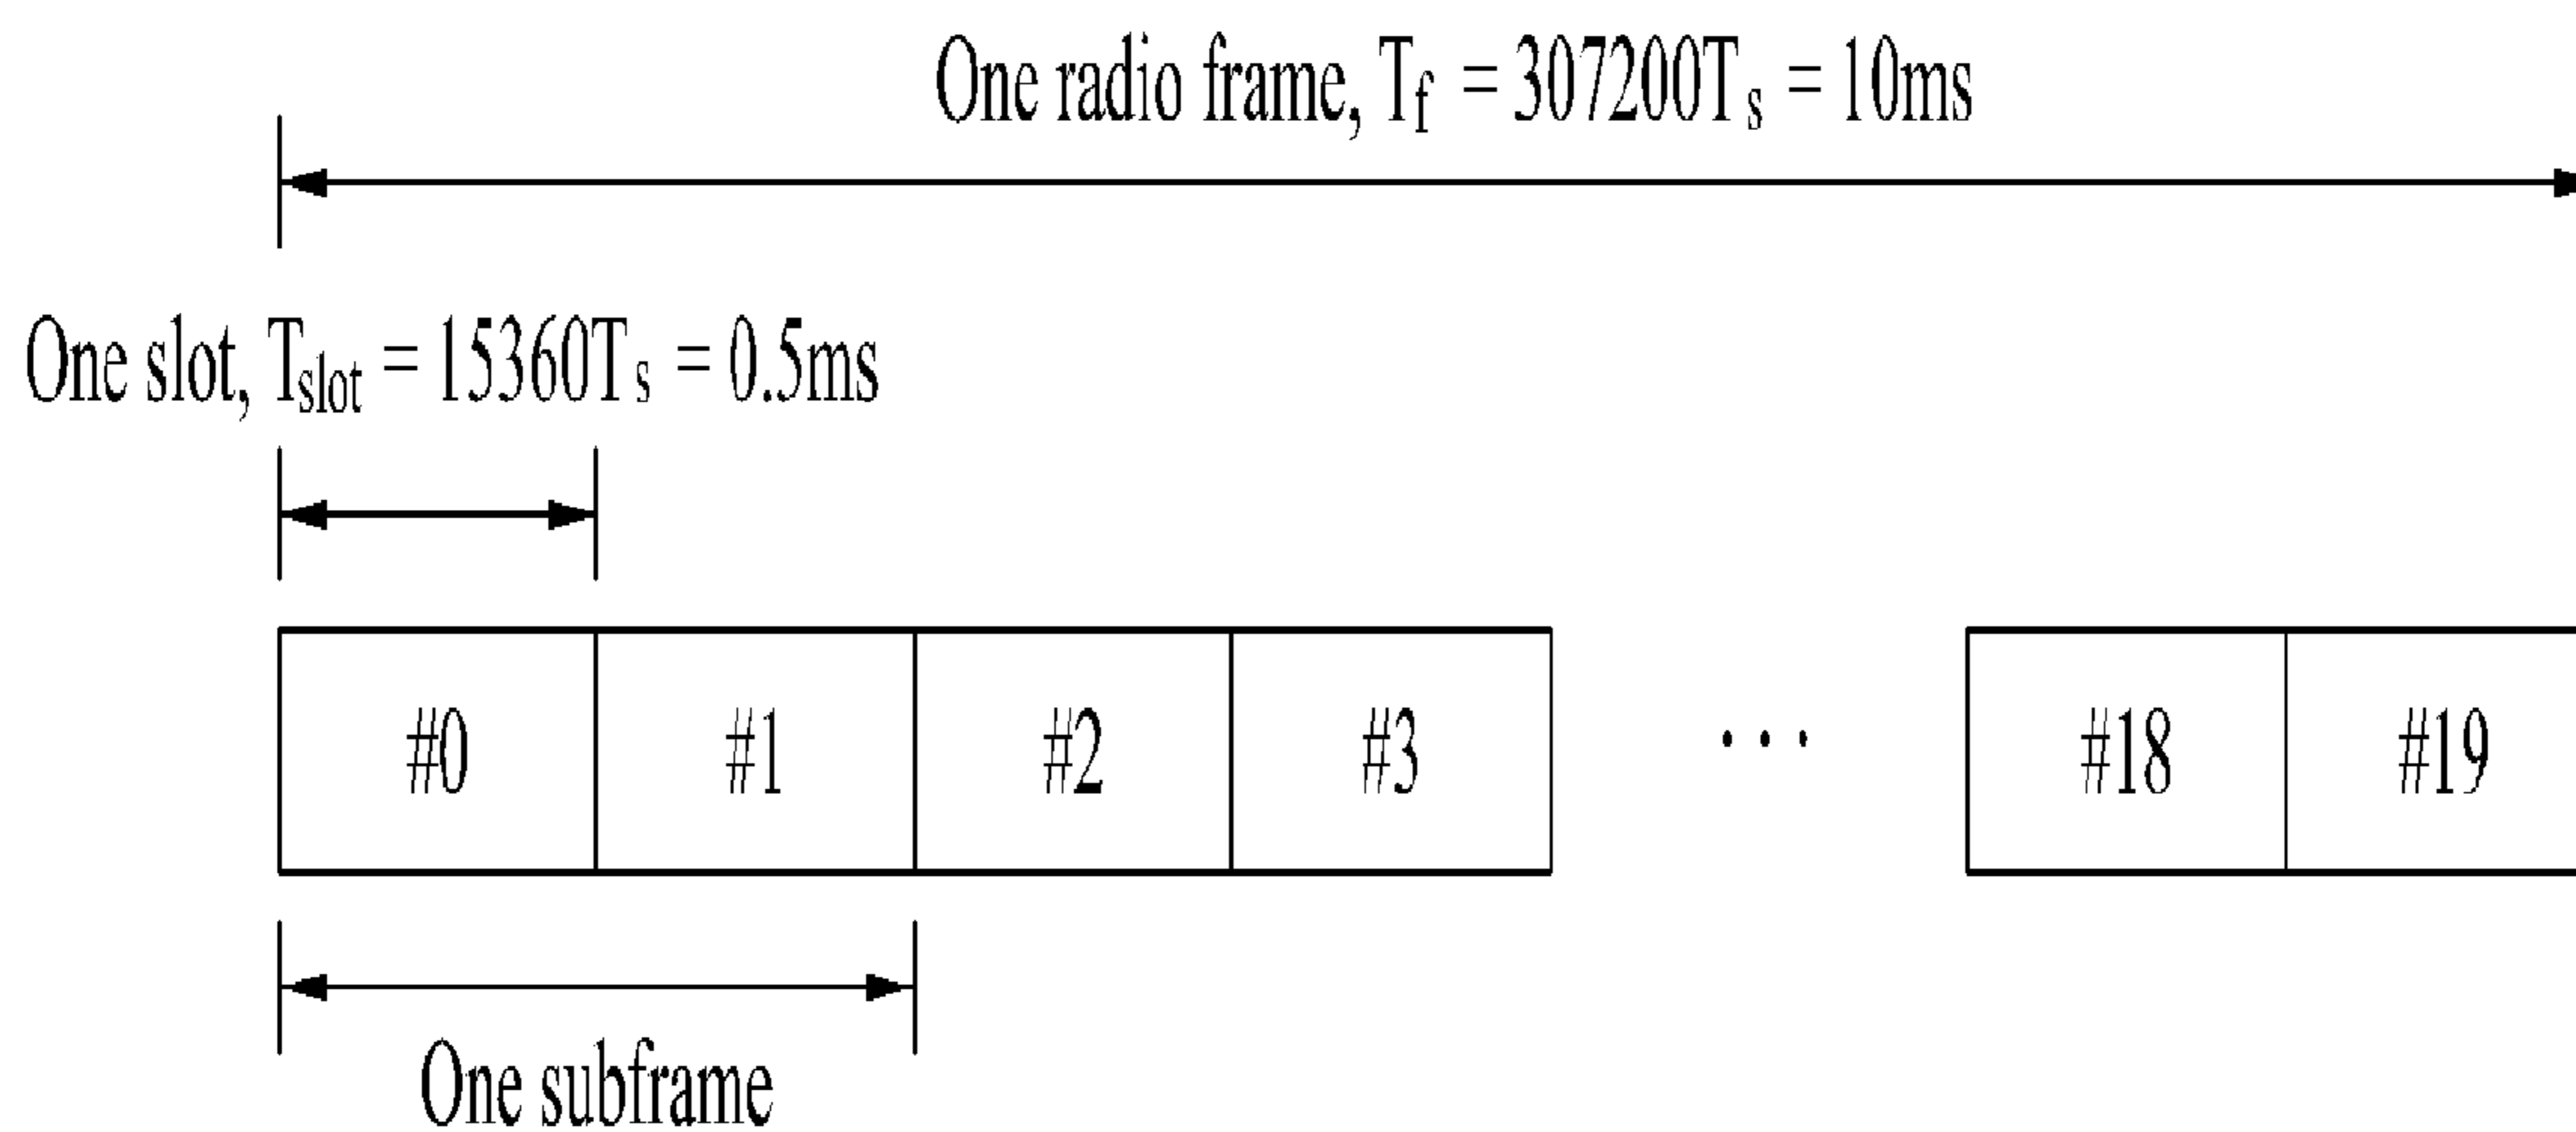 One radio frame, Tf = 307200Ts = 10ms
One slot, Tslot = 15360Ts = 0.5ms
#0 #1 #2 #3 ··· #18 #19
One subframe